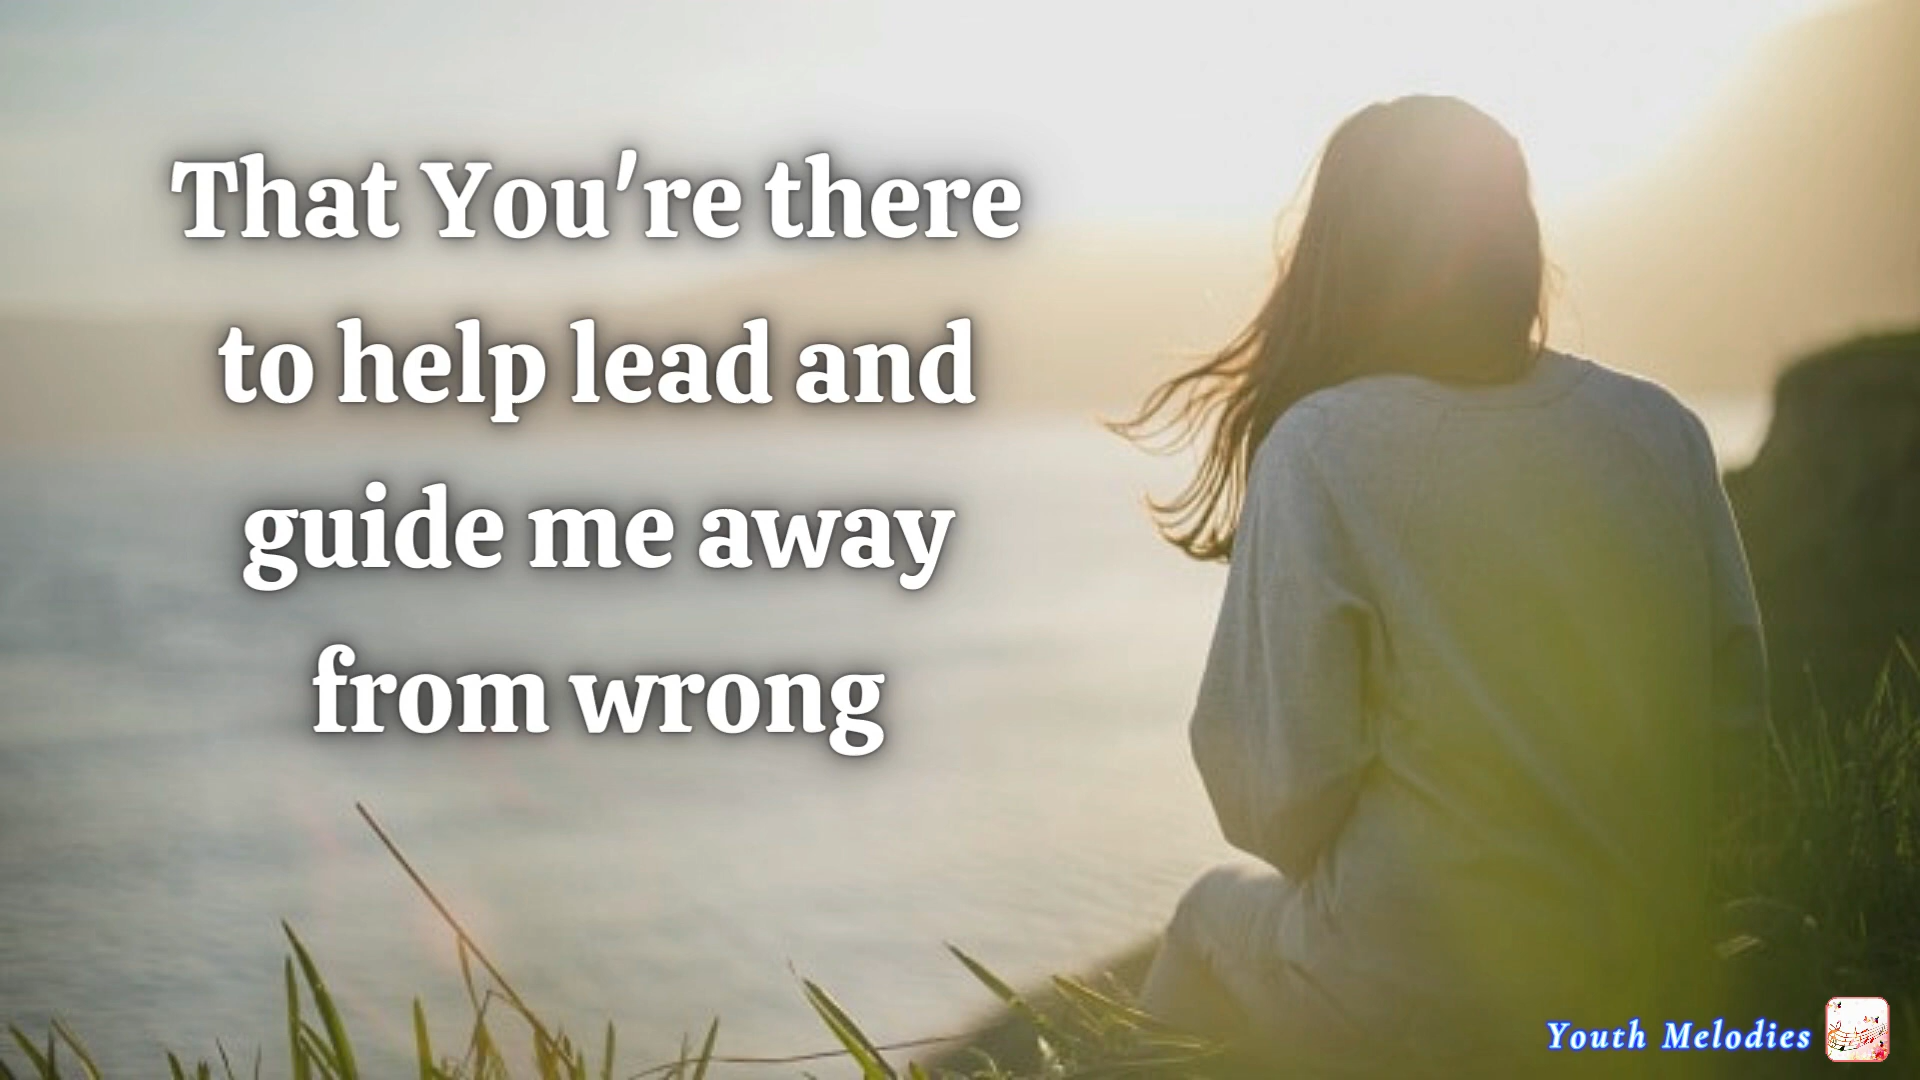 That You're there
to help lead and
guide me away
from wrong
Youth Melodies